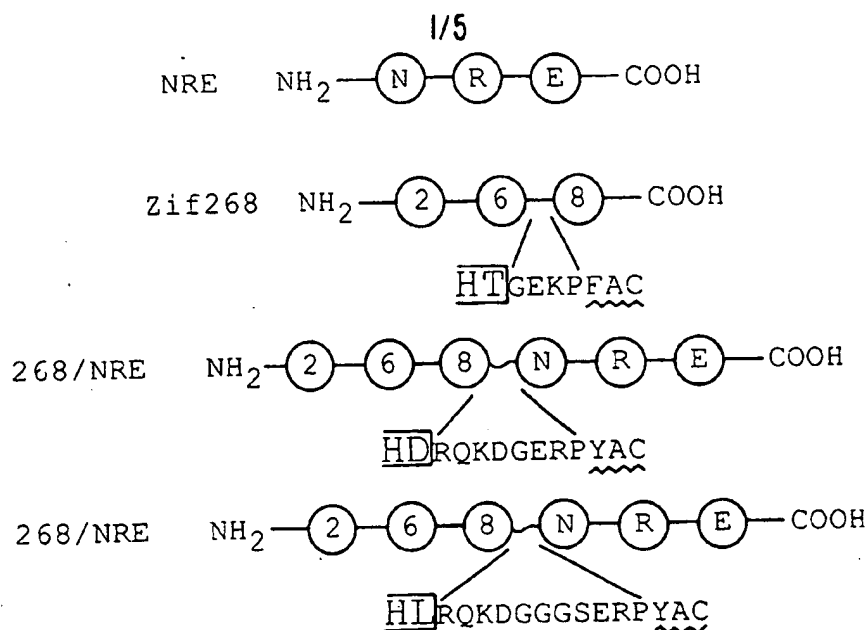 1/5
NRE NH2 N R E COOH
Zif268 NH2 2 6 8 COOH
HTGEKPFAC
268/NRE NH2 2 6 8 N R E COOH
HDRQKDGERPYAC
268/NRE NH2 2 6 8 N R E COOH
HLRQKDGGGSERPYAC